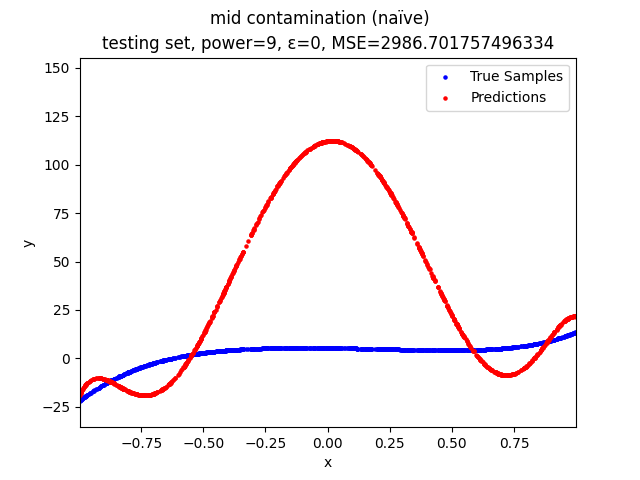 mid contamination (naïve)
testing set, power=9, ε=0, MSE=2986.701757496334
150
125
100
75
50
25
0
−25
y
True Samples
Predictions
−0.75
−0.50
−0.25
0.00
0.25
0.50
0.75
x